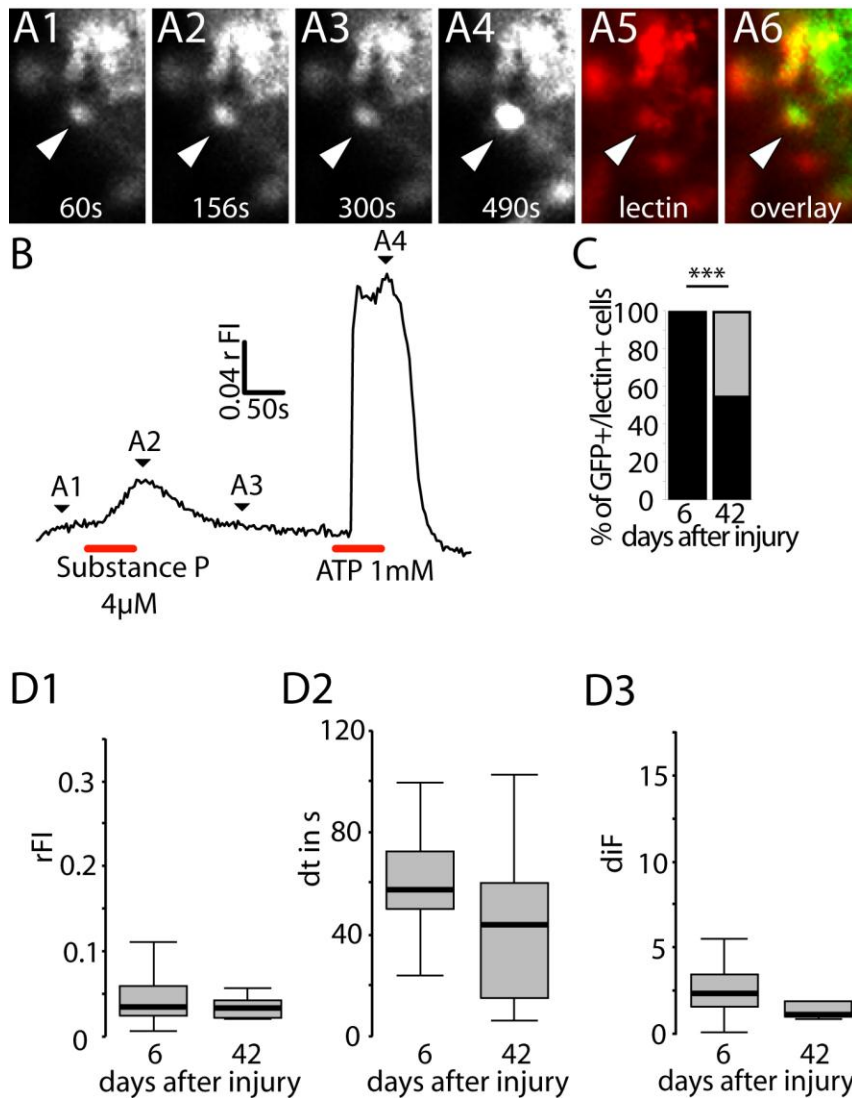 A1 A2 A3 A4 A5 A6
60s 156s 300s 490s lectin overlay
B
A4
0.04 r FI
50s
A1
A2
A3
Substance P
4µM
ATP 1mM
C
***
100
80
60
40
20
0
% of GFP+/lectin+ cells
6 42
days after injury
D1
0.3
0.2
0.1
0
rFI
6 42
days after injury
D2
120
80
40
0
dt in s
6 42
days after injury
D3
15
10
5
0
diF
6 42
days after injury